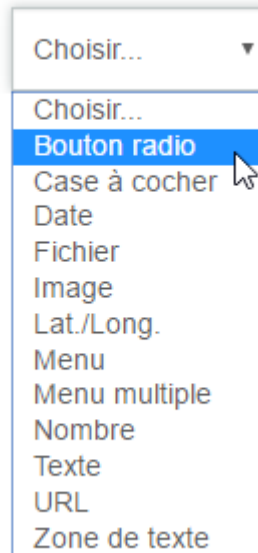 Choisir...
Choisir...
Bouton radio
Case à cocher
Date
Fichier
Image
Lat./Long.
Menu
Menu multiple
Nombre
Texte
URL
Zone de texte